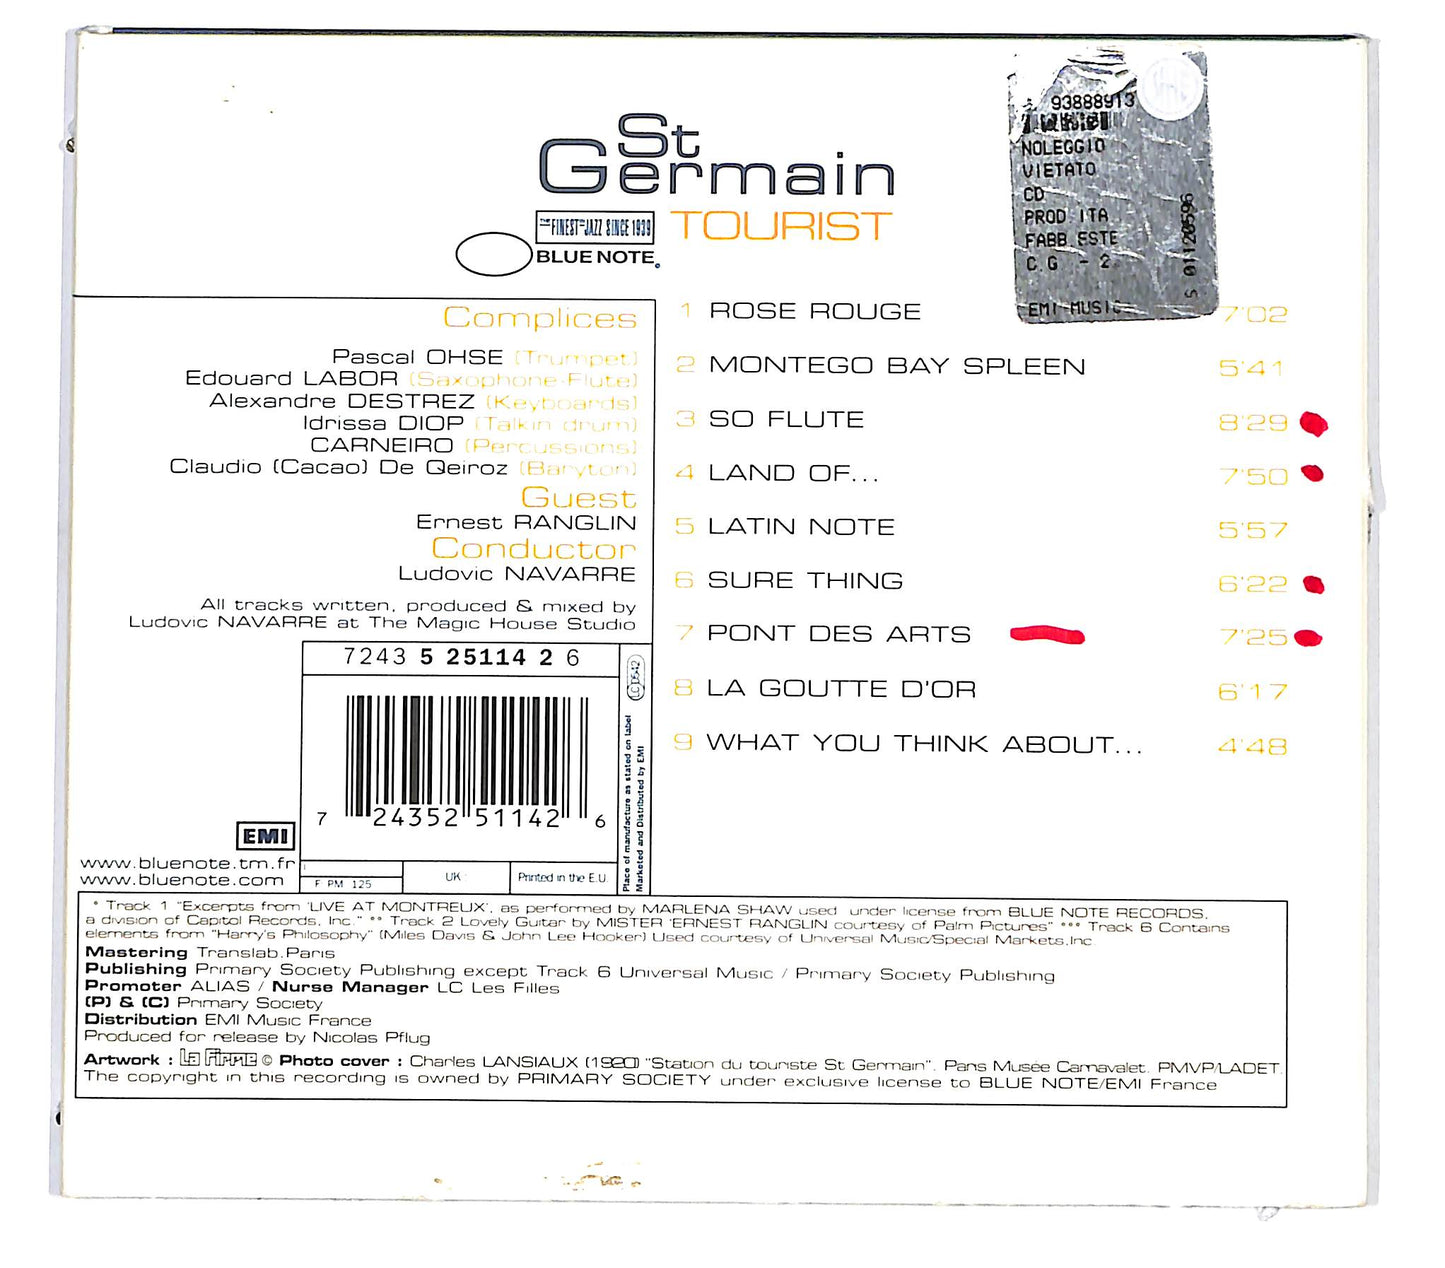 St
Germain
TOURIST
THE FINEST IN JAZZ SINCE 1939
BLUE NOTE
93888913
NOLEGGIO
VIETATO
CD
PROD ITA
FABB ESTE
C.G - 2
EMI MUSIC
S 01120596
Complices
Pascal OHSE (Trumpet)
Edouard LABOR (Saxophone-Flute)
Alexandre DESTREZ (Keyboards)
Idrissa DIOP (Talkin drum)
CARNEIRO (Percussions)
Claudio (Cacao) De Qeiroz (Baryton)
Guest
Ernest RANGLIN
Conductor
Ludovic NAVARRE
All tracks written, produced & mixed by
Ludovic NAVARRE at The Magic House Studio
1 ROSE ROUGE 7'02
2 MONTEGO BAY SPLEEN 5'41
3 SO FLUTE 8'29
4 LAND OF... 7'50
5 LATIN NOTE 5'57
6 SURE THING 6'22
7 PONT DES ARTS 7'25
8 LA GOUTTE D'OR 6'17
9 WHAT YOU THINK ABOUT... 4'48
7243 5 25114 2 6
LC 0542
Place of manufacture as stated on label
Marketed and Distributed by EMI
7 24352 51142 6
EMI
www.bluenote.tm.fr
www.bluenote.com
F PM 125
UK
Printed in the E.U.
* Track 1 "Excerpts from 'LIVE AT MONTREUX', as performed by MARLENA SHAW used under license from BLUE NOTE RECORDS,
a division of Capitol Records, Inc." ** Track 2 Lovely Guitar by MISTER 'ERNEST RANGLIN courtesy of Palm Pictures" *** Track 6 Contains
elements from "Harry's Philosophy" (Miles Davis & John Lee Hooker) Used courtesy of Universal Music/Special Markets,Inc.
Mastering Translab.Paris
Publishing Primary Society Publishing except Track 6 Universal Music / Primary Society Publishing
Promoter ALIAS / Nurse Manager LC Les Filles
(P) & (C) Primary Society
Distribution EMI Music France
Produced for release by Nicolas Pflug
Artwork : La Firme © Photo cover : Charles LANSIAUX (1920) "Station du touriste St Germain". Paris Musée Carnavalet. PMVP/LADET.
The copyright in this recording is owned by PRIMARY SOCIETY under exclusive license to BLUE NOTE/EMI France